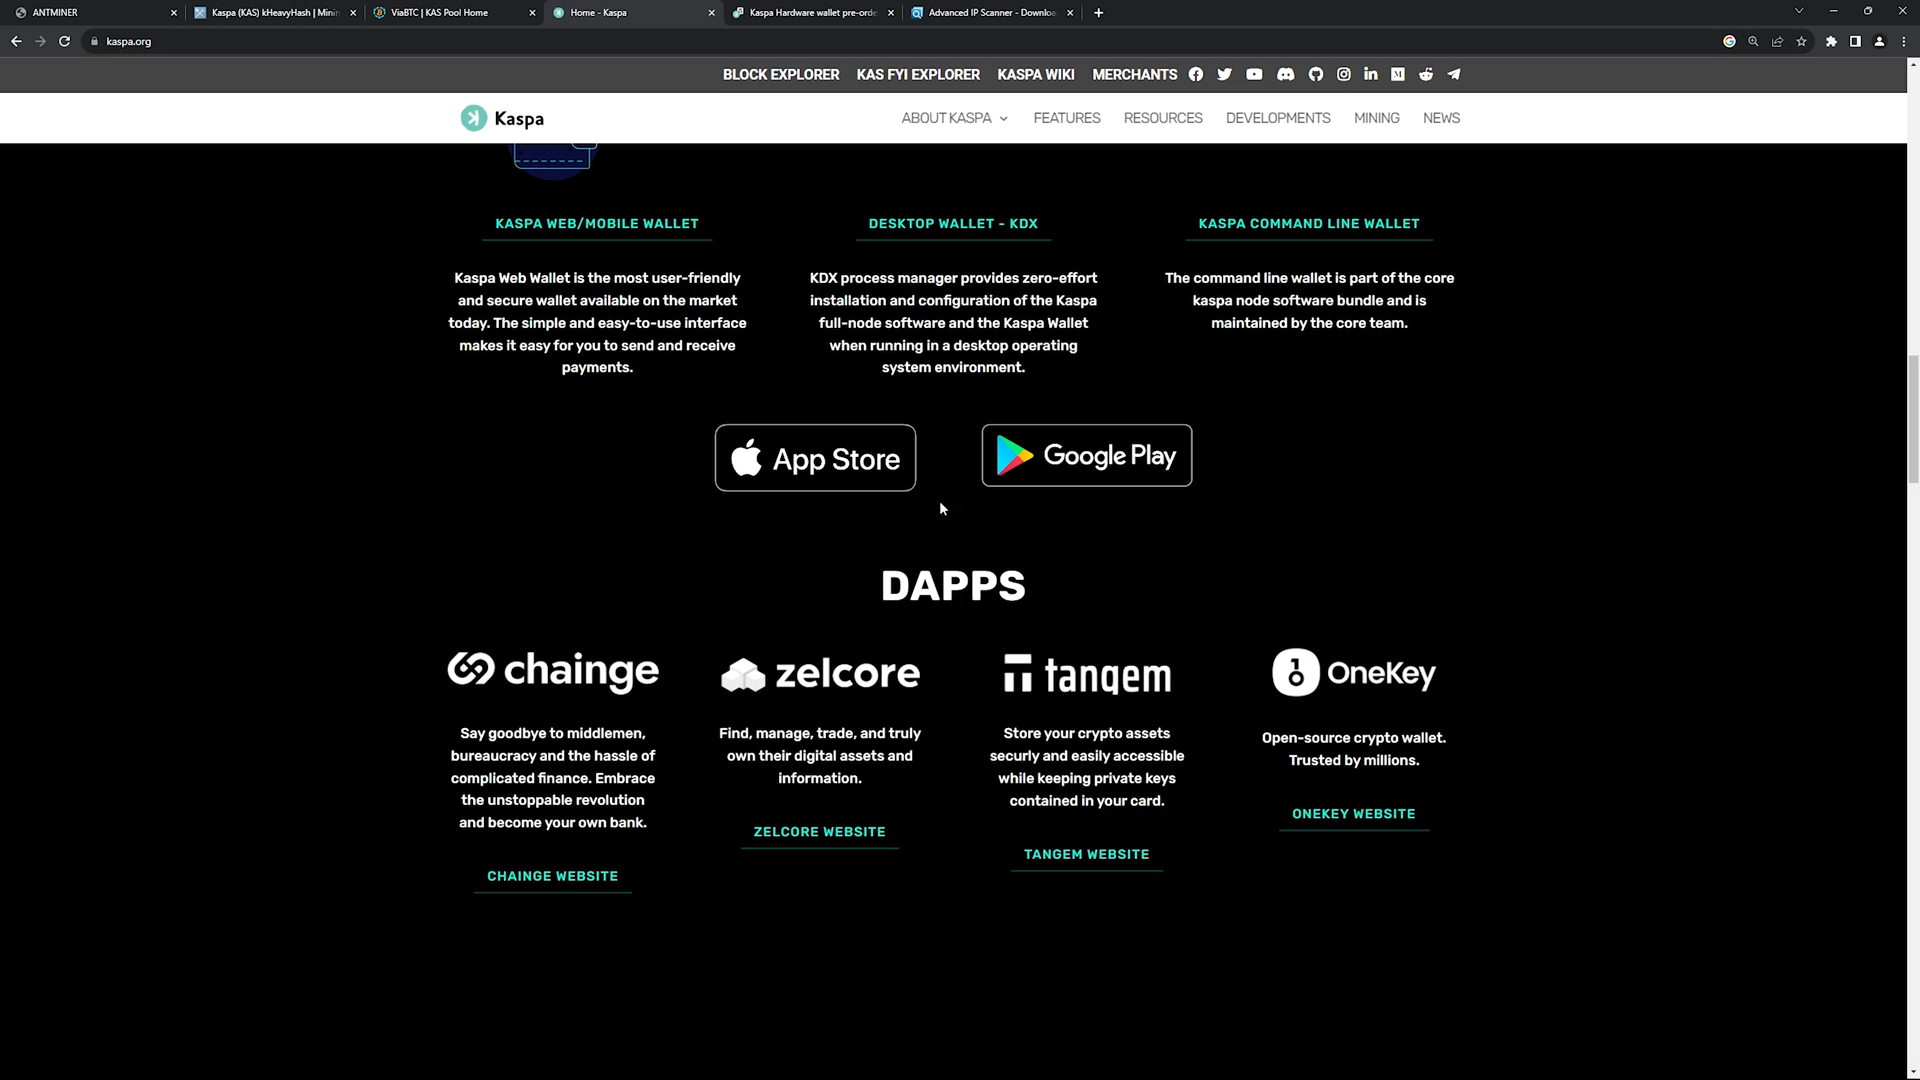 ANTMINER
Kaspa (KAS) kHeavyHash | Minin
ViaBTC | KAS Pool Home
Home - Kaspa
Kaspa Hardware wallet pre-orde
Advanced IP Scanner - Downloa
kaspa.org
BLOCK EXPLORER KAS FYI EXPLORER KASPA WIKI MERCHANTS
Kaspa
ABOUT KASPA FEATURES RESOURCES DEVELOPMENTS MINING NEWS
KASPA WEB/MOBILE WALLET
Kaspa Web Wallet is the most user-friendly
and secure wallet available on the market
today. The simple and easy-to-use interface
makes it easy for you to send and receive
payments.
DESKTOP WALLET - KDX
KDX process manager provides zero-effort
installation and configuration of the Kaspa
full-node software and the Kaspa Wallet
when running in a desktop operating
system environment.
KASPA COMMAND LINE WALLET
The command line wallet is part of the core
kaspa node software bundle and is
maintained by the core team.
App Store
Google Play
DAPPS
chainge
Say goodbye to middlemen,
bureaucracy and the hassle of
complicated finance. Embrace
the unstoppable revolution
and become your own bank.
CHAINGE WEBSITE
zelcore
Find, manage, trade, and truly
own their digital assets and
information.
ZELCORE WEBSITE
tangem
Store your crypto assets
securly and easily accessible
while keeping private keys
contained in your card.
TANGEM WEBSITE
OneKey
Open-source crypto wallet.
Trusted by millions.
ONEKEY WEBSITE